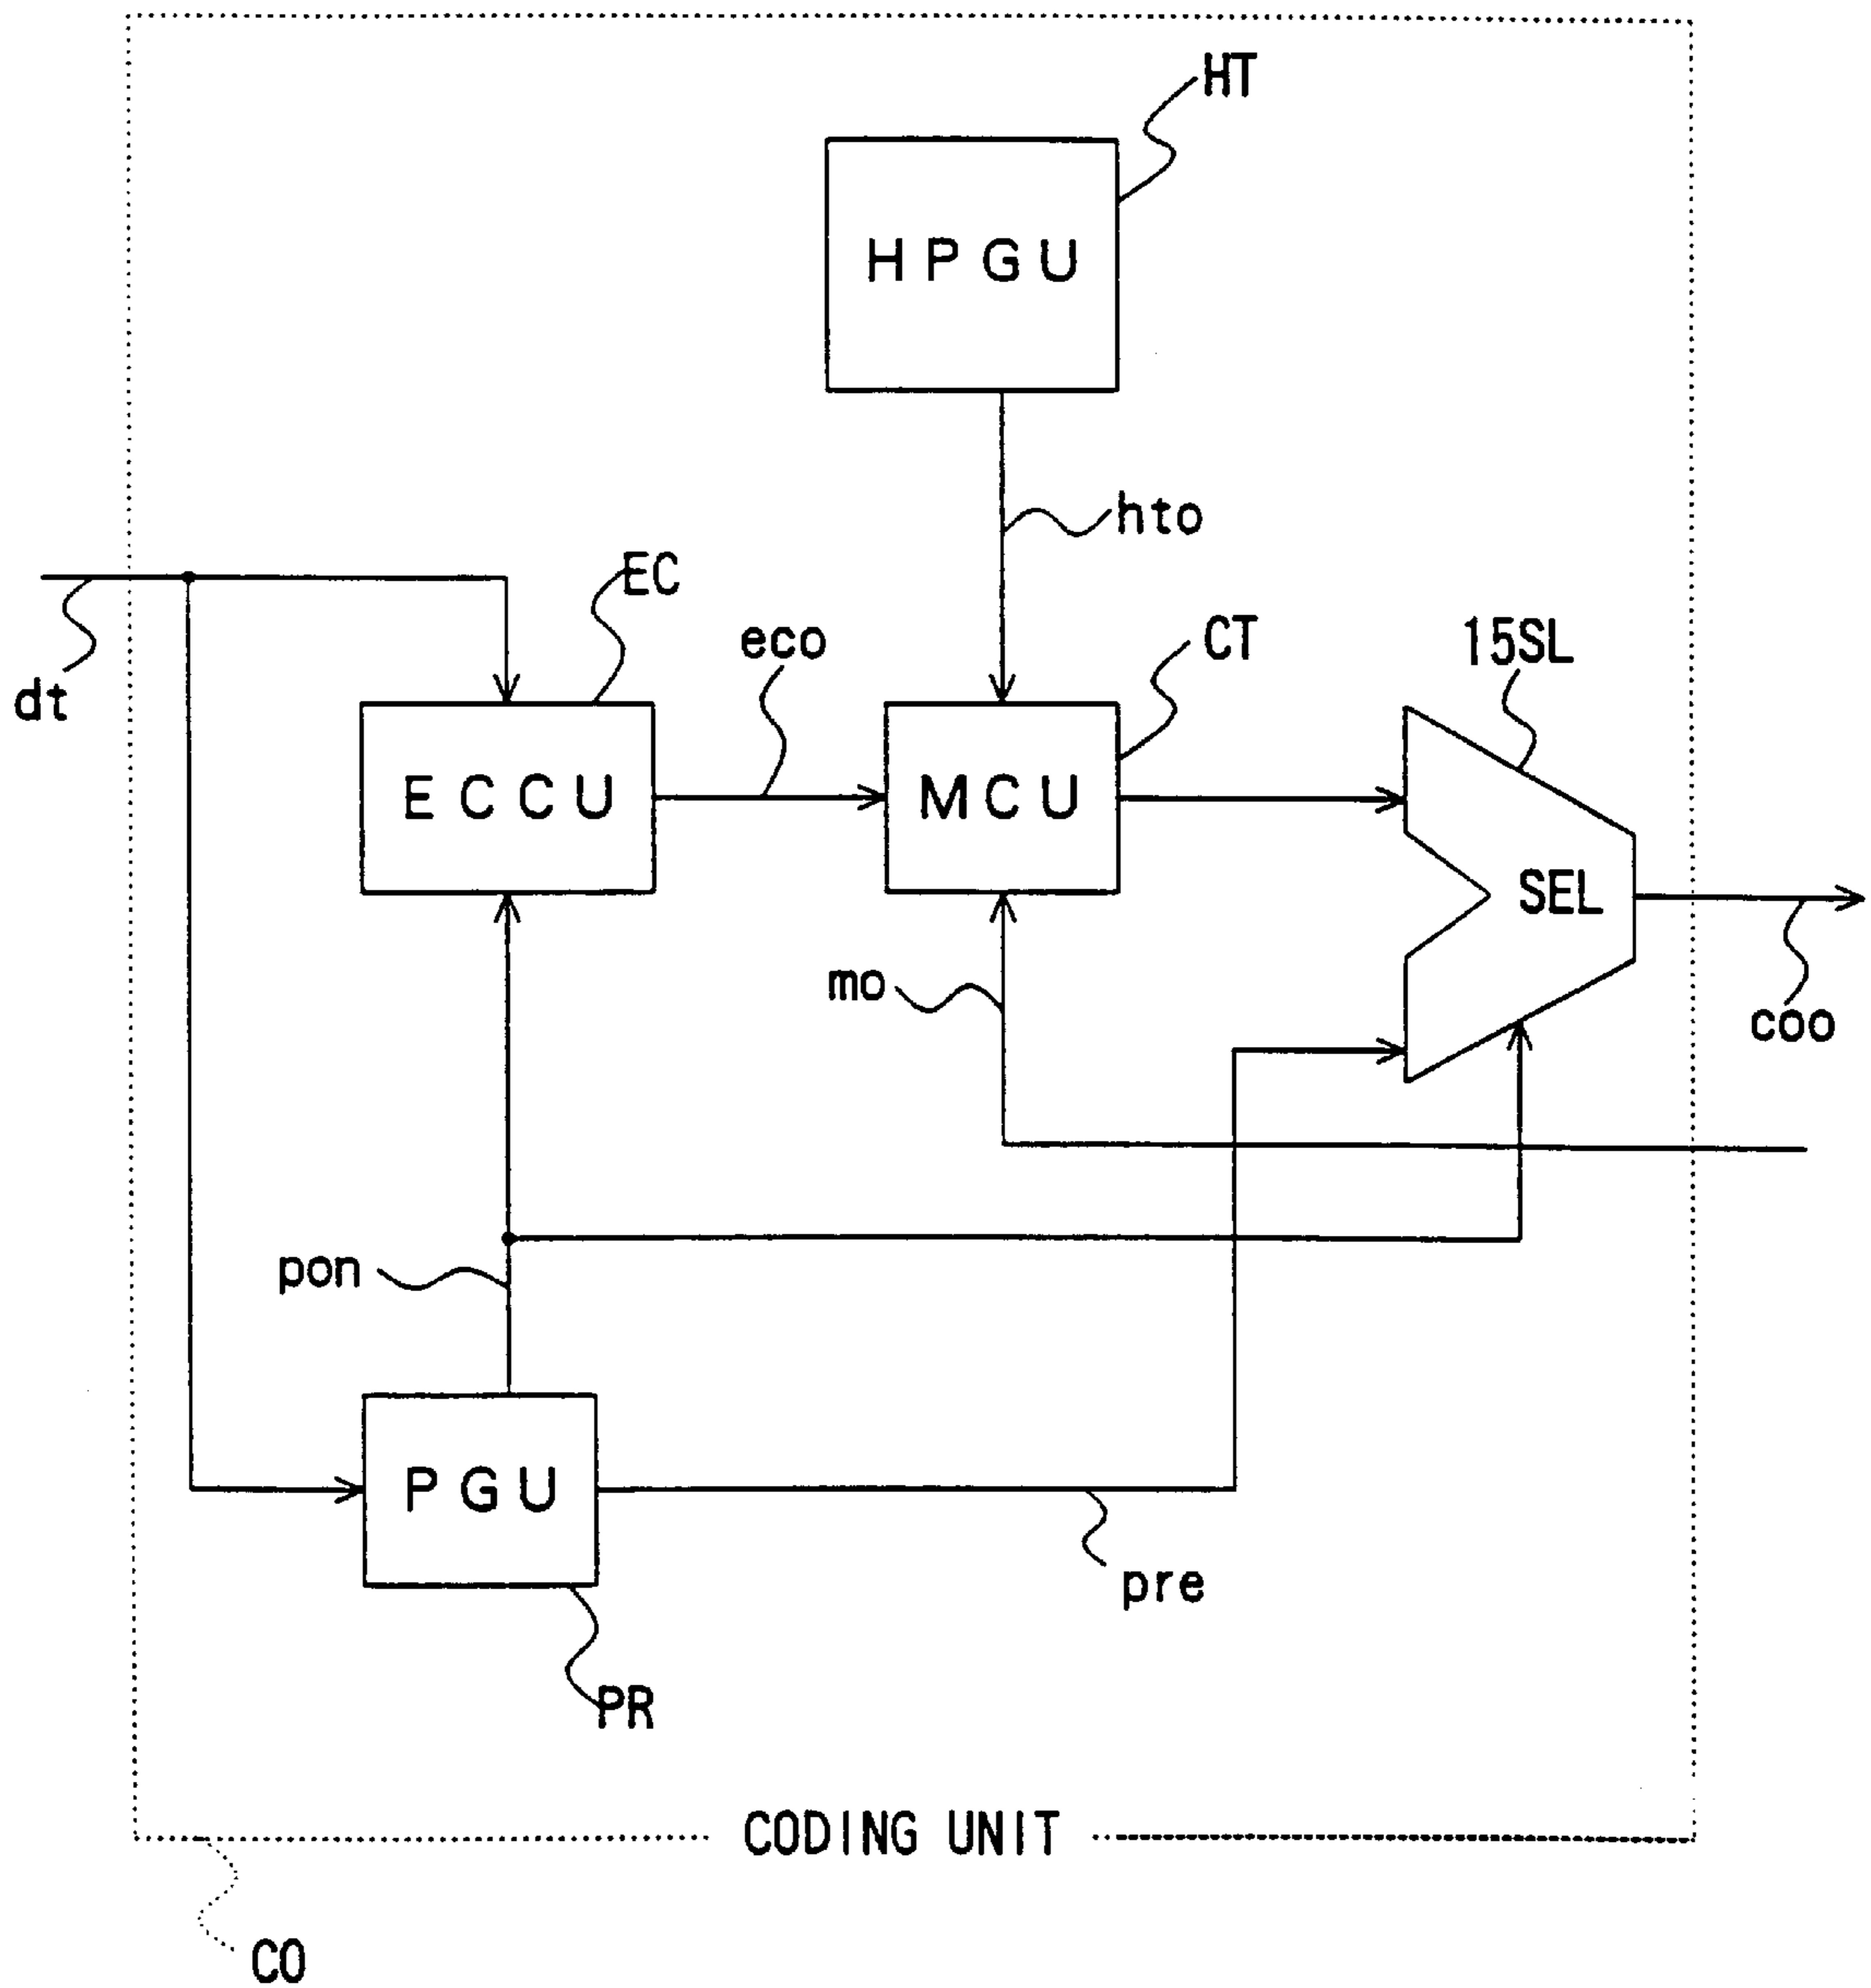 HT
HPGU
hto
EC
eco
CT
15SL
dt
ECCU
MCU
SEL
mo
coo
pon
PGU
pre
PR
CODING UNIT
CO